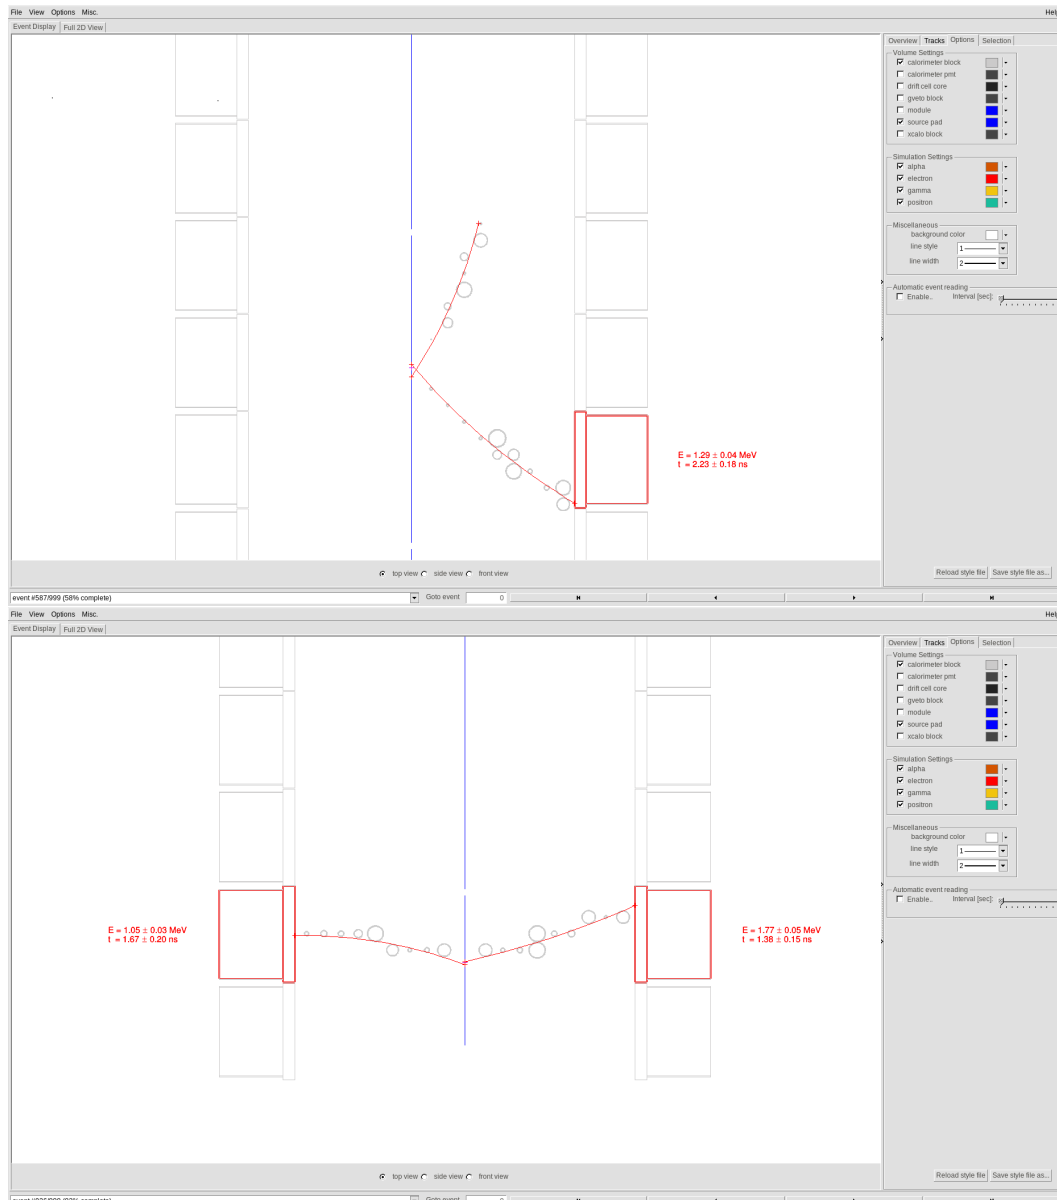 File View Options Misc. Help
Event Display Full 2D View
Overview Tracks Options Selection
Volume Settings
calorimeter block
calorimeter pmt
drift cell core
gveto block
module
source pad
xcalo block
Simulation Settings
alpha
electron
gamma
positron
Miscellaneous
background color
line style 1
line width 2
Automatic event reading
Enable.. Interval [sec]:
E = 1.29 ± 0.04 MeV
t = 2.23 ± 0.18 ns
top view side view front view
Reload style file Save style file as...
event #587/999 (58% complete) Goto event 0
File View Options Misc. Help
Event Display Full 2D View
Overview Tracks Options Selection
Volume Settings
calorimeter block
calorimeter pmt
drift cell core
gveto block
module
source pad
xcalo block
Simulation Settings
alpha
electron
gamma
positron
Miscellaneous
background color
line style 1
line width 2
Automatic event reading
Enable.. Interval [sec]:
E = 1.05 ± 0.03 MeV
t = 1.67 ± 0.20 ns
E = 1.77 ± 0.05 MeV
t = 1.38 ± 0.15 ns
top view side view front view
Reload style file Save style file as...
Goto event